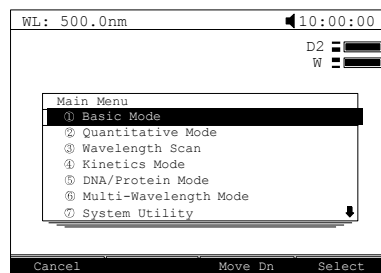 WL: 500.0nm 10:00:00
D2
W
Main Menu
① Basic Mode
② Quantitative Mode
③ Wavelength Scan
④ Kinetics Mode
⑤ DNA/Protein Mode
⑥ Multi-Wavelength Mode
⑦ System Utility
Cancel Move Dn Select